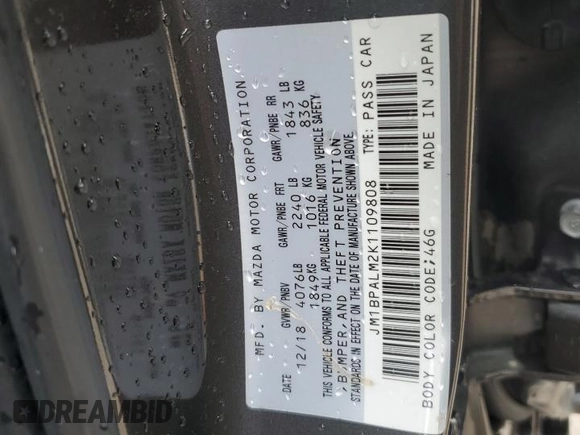 MFD. BY MAZDA MOTOR CORPORATION
DATE GVWR/PNBV GAWR/PNBE FRT GAWR/PNBE RR
12/18 4076LB 2240 LB 1843 LB
1849KG 1016KG 836 KG
THIS VEHICLE CONFORMS TO ALL APPLICABLE FEDERAL MOTOR VEHICLE SAFETY
,BUMPER,AND THEFT PREVENTION
STANDARDS IN EFFECT ON THE DATE OF MANUFACTURE SHOWN ABOVE
JM1BPALM2K1109808 TYPE: PASS CAR
BODY COLOR CODE;46G MADE IN JAPAN
DREAMBID